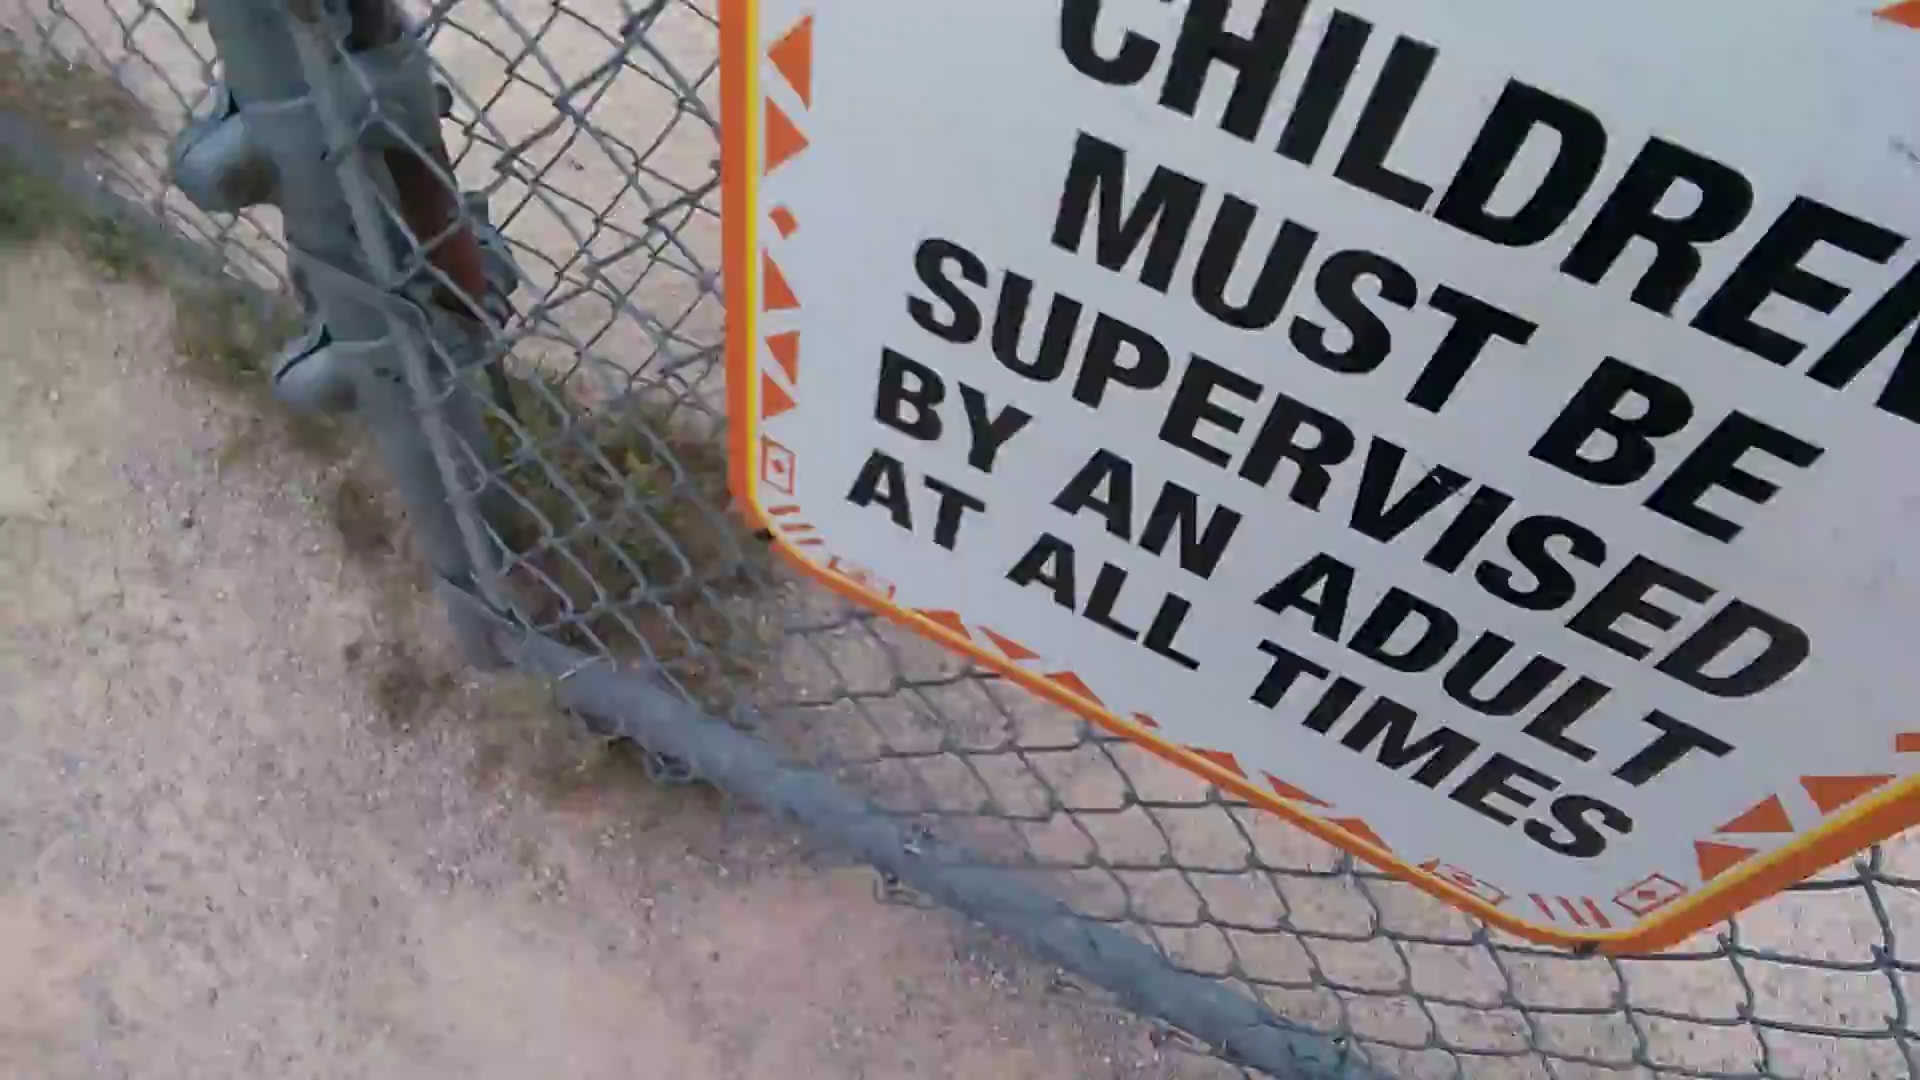 CHILDREN
MUST BE
SUPERVISED
BY AN ADULT
AT ALL TIMES